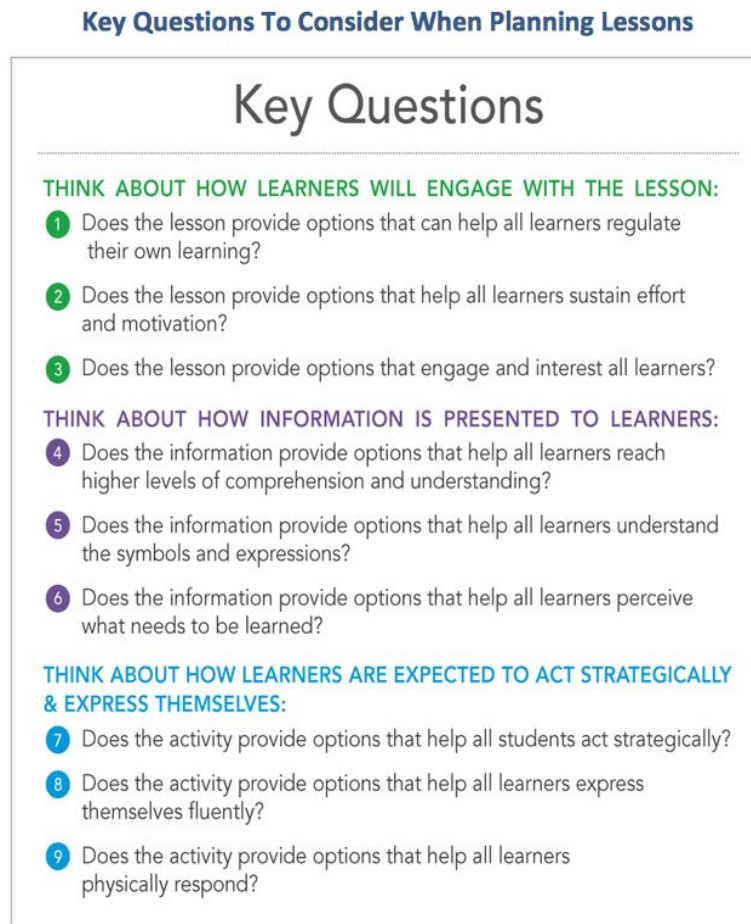 Key Questions To Consider When Planning Lessons
Key Questions
THINK ABOUT HOW LEARNERS WILL ENGAGE WITH THE LESSON:
1 Does the lesson provide options that can help all learners regulate
their own learning?
2 Does the lesson provide options that help all learners sustain effort
and motivation?
3 Does the lesson provide options that engage and interest all learners?
THINK ABOUT HOW INFORMATION IS PRESENTED TO LEARNERS:
4 Does the information provide options that help all learners reach
higher levels of comprehension and understanding?
5 Does the information provide options that help all learners understand
the symbols and expressions?
6 Does the information provide options that help all learners perceive
what needs to be learned?
THINK ABOUT HOW LEARNERS ARE EXPECTED TO ACT STRATEGICALLY
& EXPRESS THEMSELVES:
7 Does the activity provide options that help all students act strategically?
8 Does the activity provide options that help all learners express
themselves fluently?
9 Does the activity provide options that help all learners
physically respond?